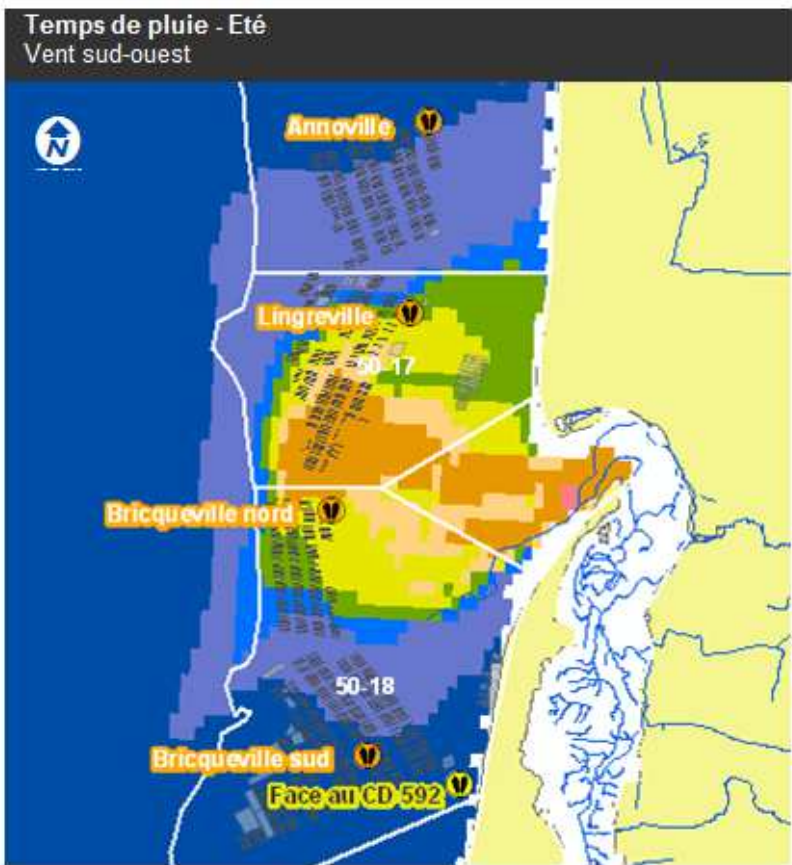 Temps de pluie - Eté
Vent sud-ouest
Annoville
N
Lingreville
50-17
Bricqueville nord
50-18
Bricqueville sud
Face au CD 592